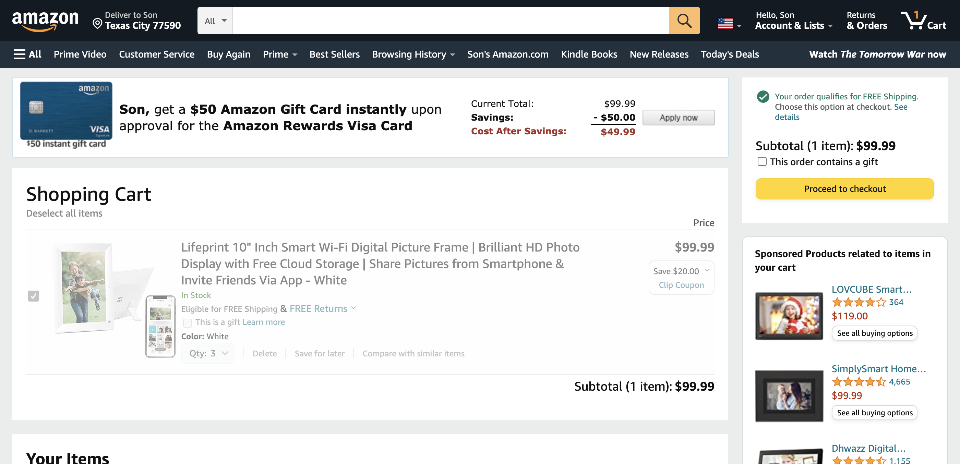 amazon
Deliver to Son
Texas City 77590
All
Hello, Son
Account & Lists
Returns
& Orders
1
Cart
All
Prime Video
Customer Service
Buy Again
Prime
Best Sellers
Browsing History
Son's Amazon.com
Kindle Books
New Releases
Today's Deals
Watch The Tomorrow War now
amazon
VISA
$50 instant gift card
Son, get a $50 Amazon Gift Card instantly upon
approval for the Amazon Rewards Visa Card
Current Total: $99.99
Savings: - $50.00
Cost After Savings: $49.99
Apply now
Your order qualifies for FREE Shipping.
Choose this option at checkout. See
details
Subtotal (1 item): $99.99
This order contains a gift
Proceed to checkout
Shopping Cart
Deselect all items
Price
Lifeprint 10" Inch Smart Wi-Fi Digital Picture Frame | Brilliant HD Photo
Display with Free Cloud Storage | Share Pictures from Smartphone &
Invite Friends Via App - White
$99.99
Save $20.00
Clip Coupon
In Stock
Eligible for FREE Shipping & FREE Returns
This is a gift Learn more
Color: White
Qty: 3
Delete
Save for later
Compare with similar items
Subtotal (1 item): $99.99
Your Items
Sponsored Products related to items in
your cart
LOVCUBE Smart...
364
$119.00
See all buying options
SimplySmart Home...
4,665
$99.99
See all buying options
Dhwazz Digital...
1,155